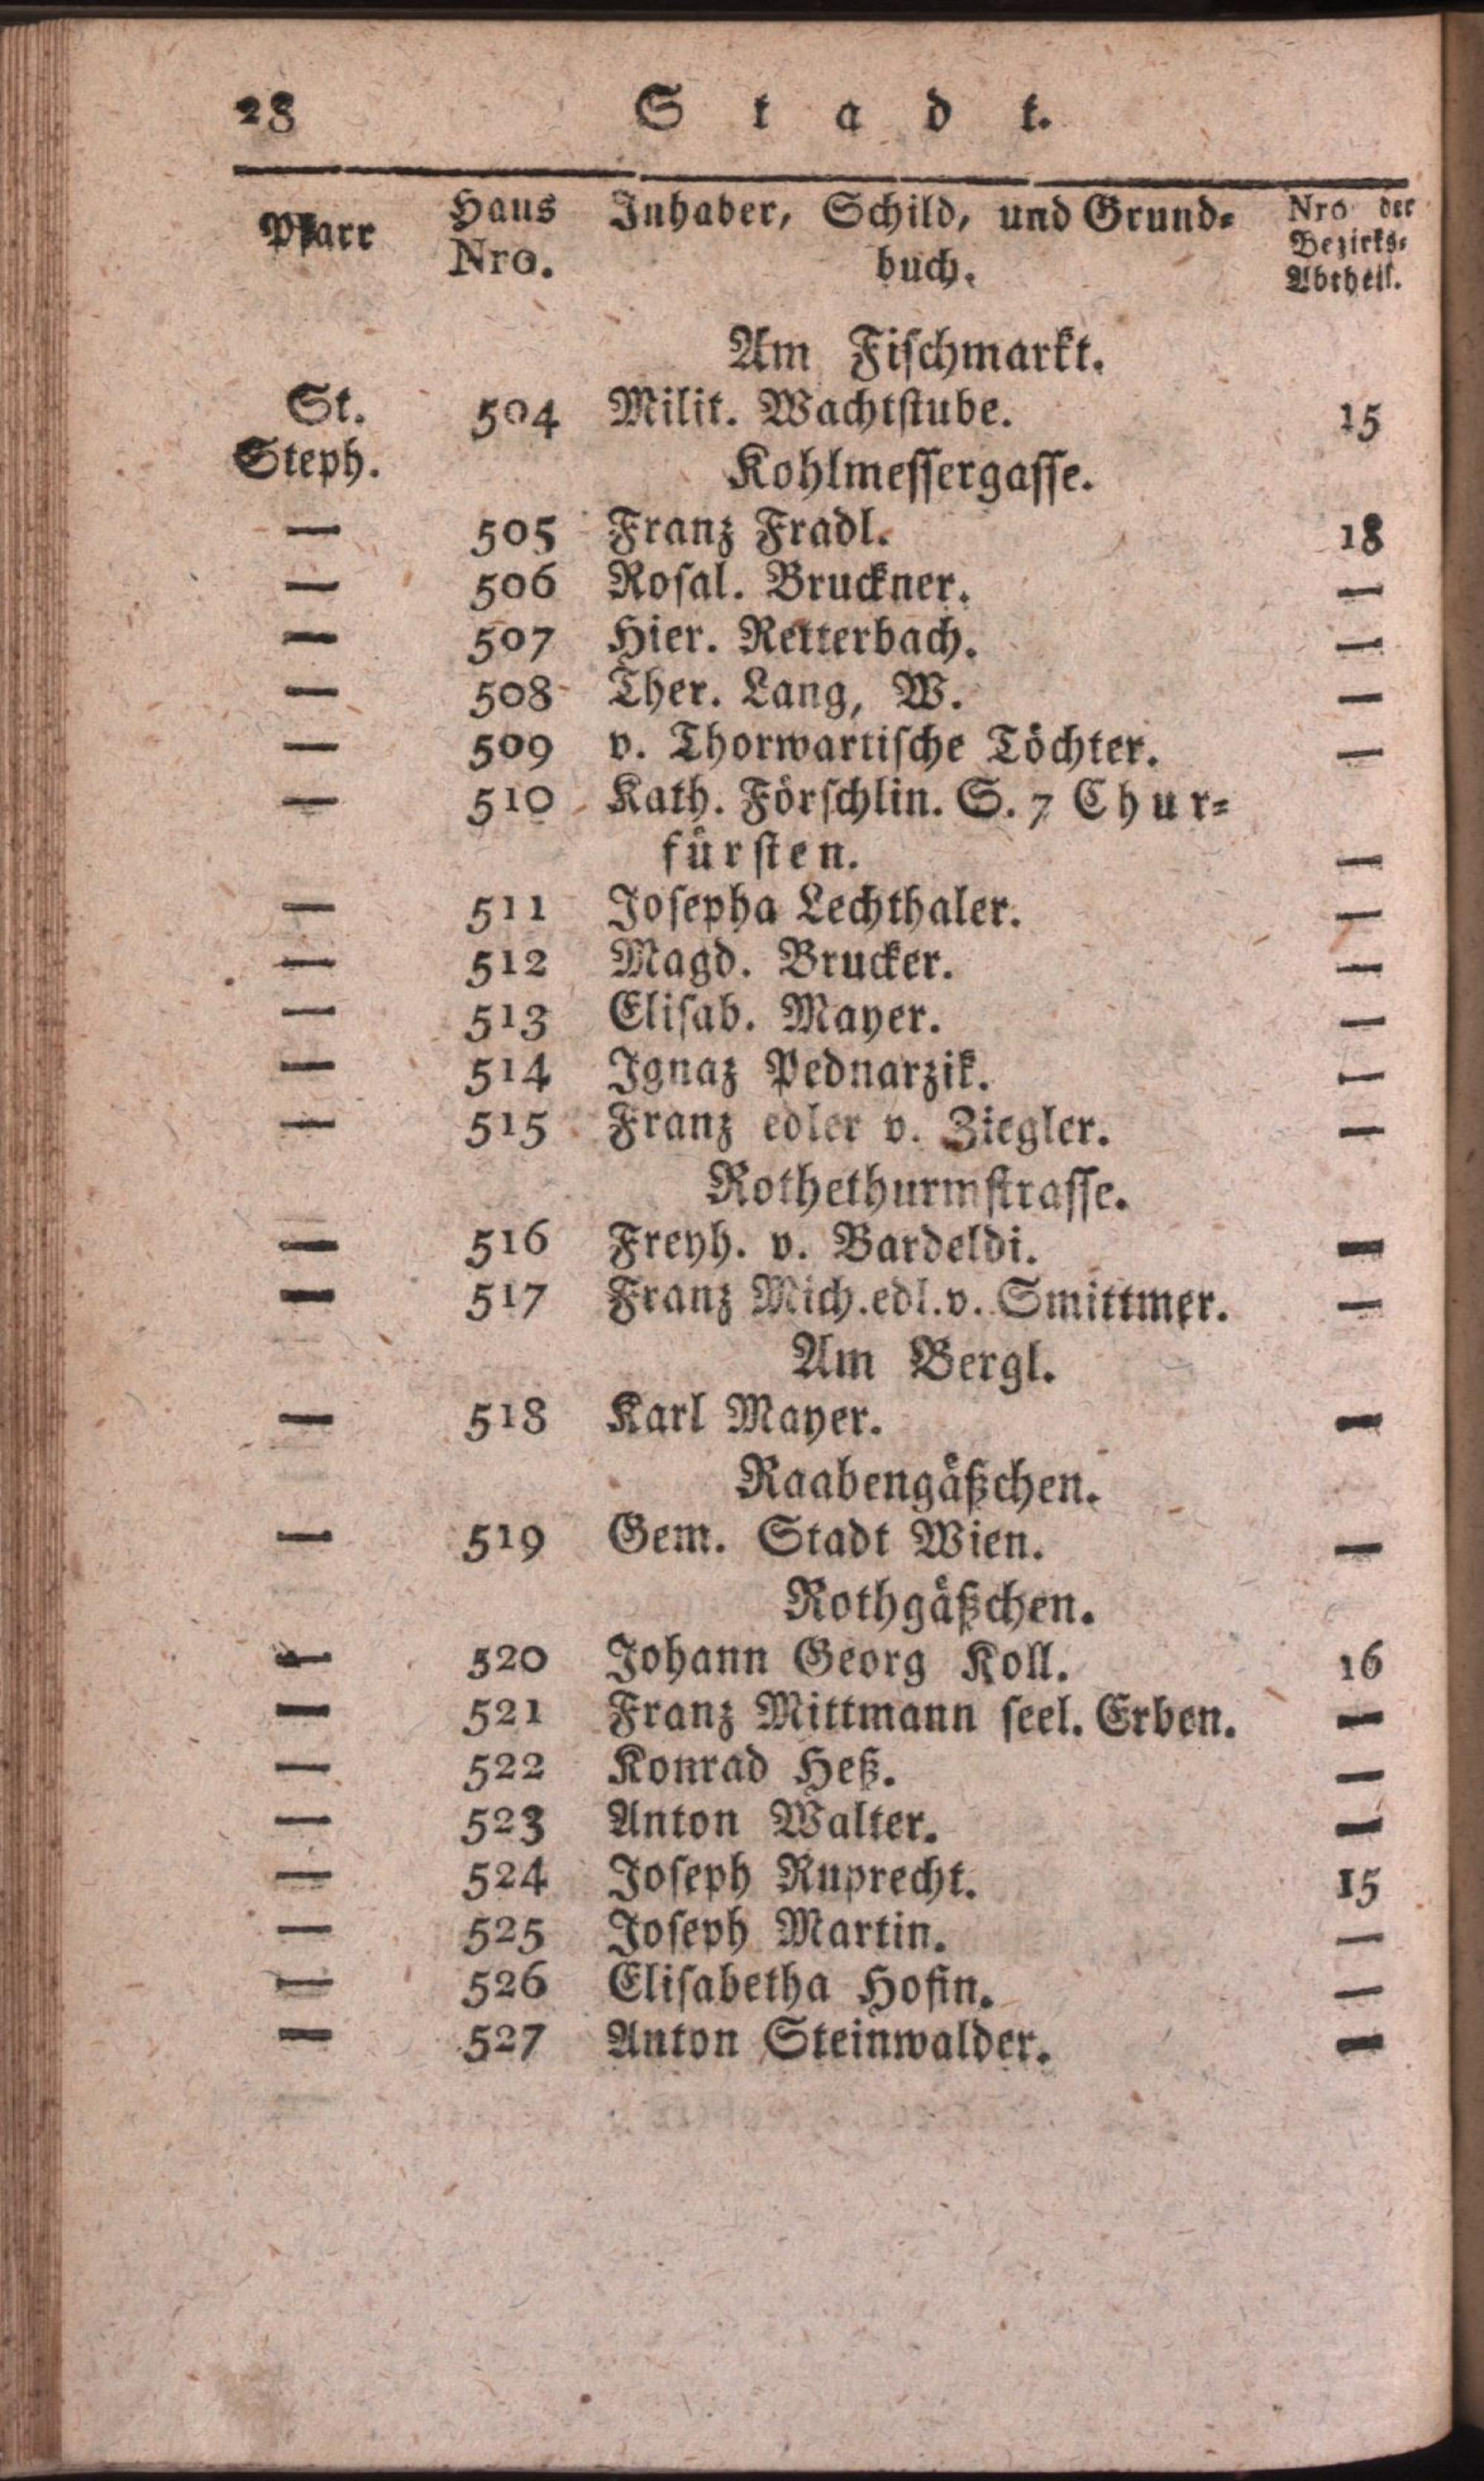 28 Stadt.
Pfarr Haus Nro. Inhaber, Schild, und Grund= buch. Nro der Bezirks= Abtheil.
Am Fischmarkt.
St. Steph. 504 Milit. Wachtstube. 15
Kohlmessergasse.
— 505 Franz Fradl. 18
— 506 Rosal. Bruckner. —
— 507 Hier. Retterbach. —
— 508 Ther. Lang, W. —
— 509 v. Thorwartische Töchter. —
— 510 Kath. Förschlin. S. 7 Chur=
fürsten. —
— 511 Josepha Lechthaler. —
— 512 Magd. Brucker. —
— 513 Elisab. Mayer. —
— 514 Ignaz Pednarzik. —
— 515 Franz edler v. Ziegler. —
Rothethurmstrasse.
— 516 Freyh. v. Bardeldi. —
— 517 Franz Mich. edl. v. Smittmer. —
Am Bergl.
— 518 Karl Mayer. —
Raabengäßchen.
— 519 Gem. Stadt Wien. —
Rothgäßchen.
— 520 Johann Georg Koll. 16
— 521 Franz Mittmann seel. Erben. —
— 522 Konrad Heß. —
— 523 Anton Walter. —
— 524 Joseph Ruprecht. 15
— 525 Joseph Martin. —
— 526 Elisabetha Hofin. —
— 527 Anton Steinwalder. —